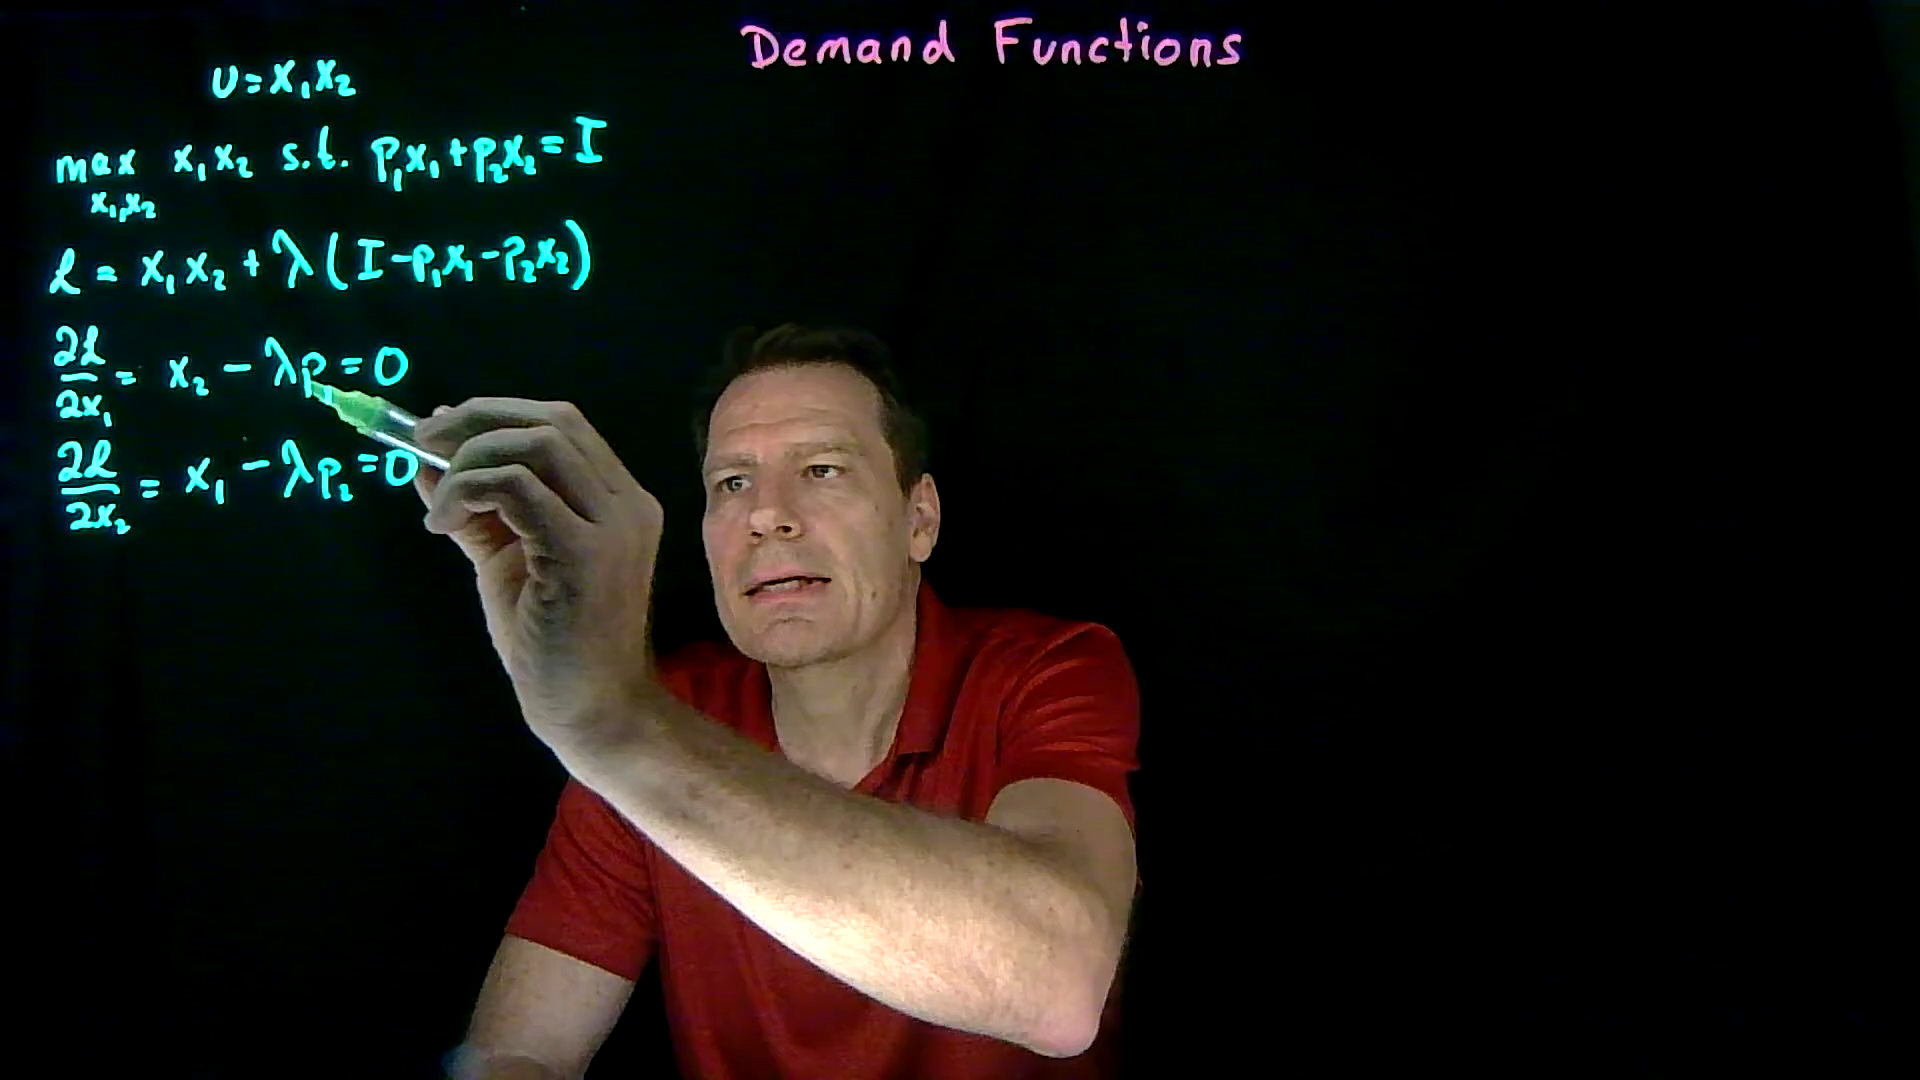 Demand Functions
U=x₁x₂
max x₁x₂ s.t. p₁x₁+p₂x₂=I
x₁,x₂
ℒ = x₁x₂+λ(I-p₁x₁-p₂x₂)
∂ℒ/∂x₁ = x₂ - λp₁=0
∂ℒ/∂x₂ = x₁ - λp₂=0